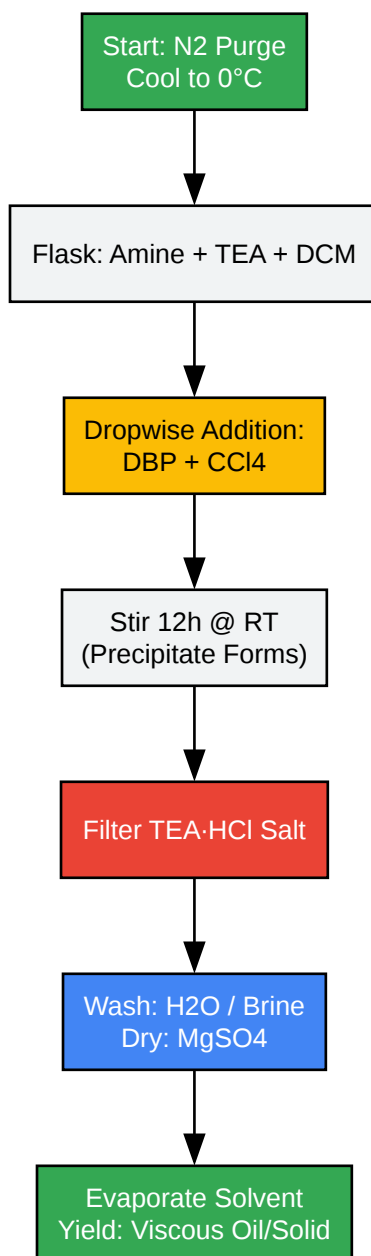 Start: N2 Purge
Cool to 0°C
Flask: Amine + TEA + DCM
Dropwise Addition:
DBP + CCl4
Stir 12h @ RT
(Precipitate Forms)
Filter TEA·HCl Salt
Wash: H2O / Brine
Dry: MgSO4
Evaporate Solvent
Yield: Viscous Oil/Solid